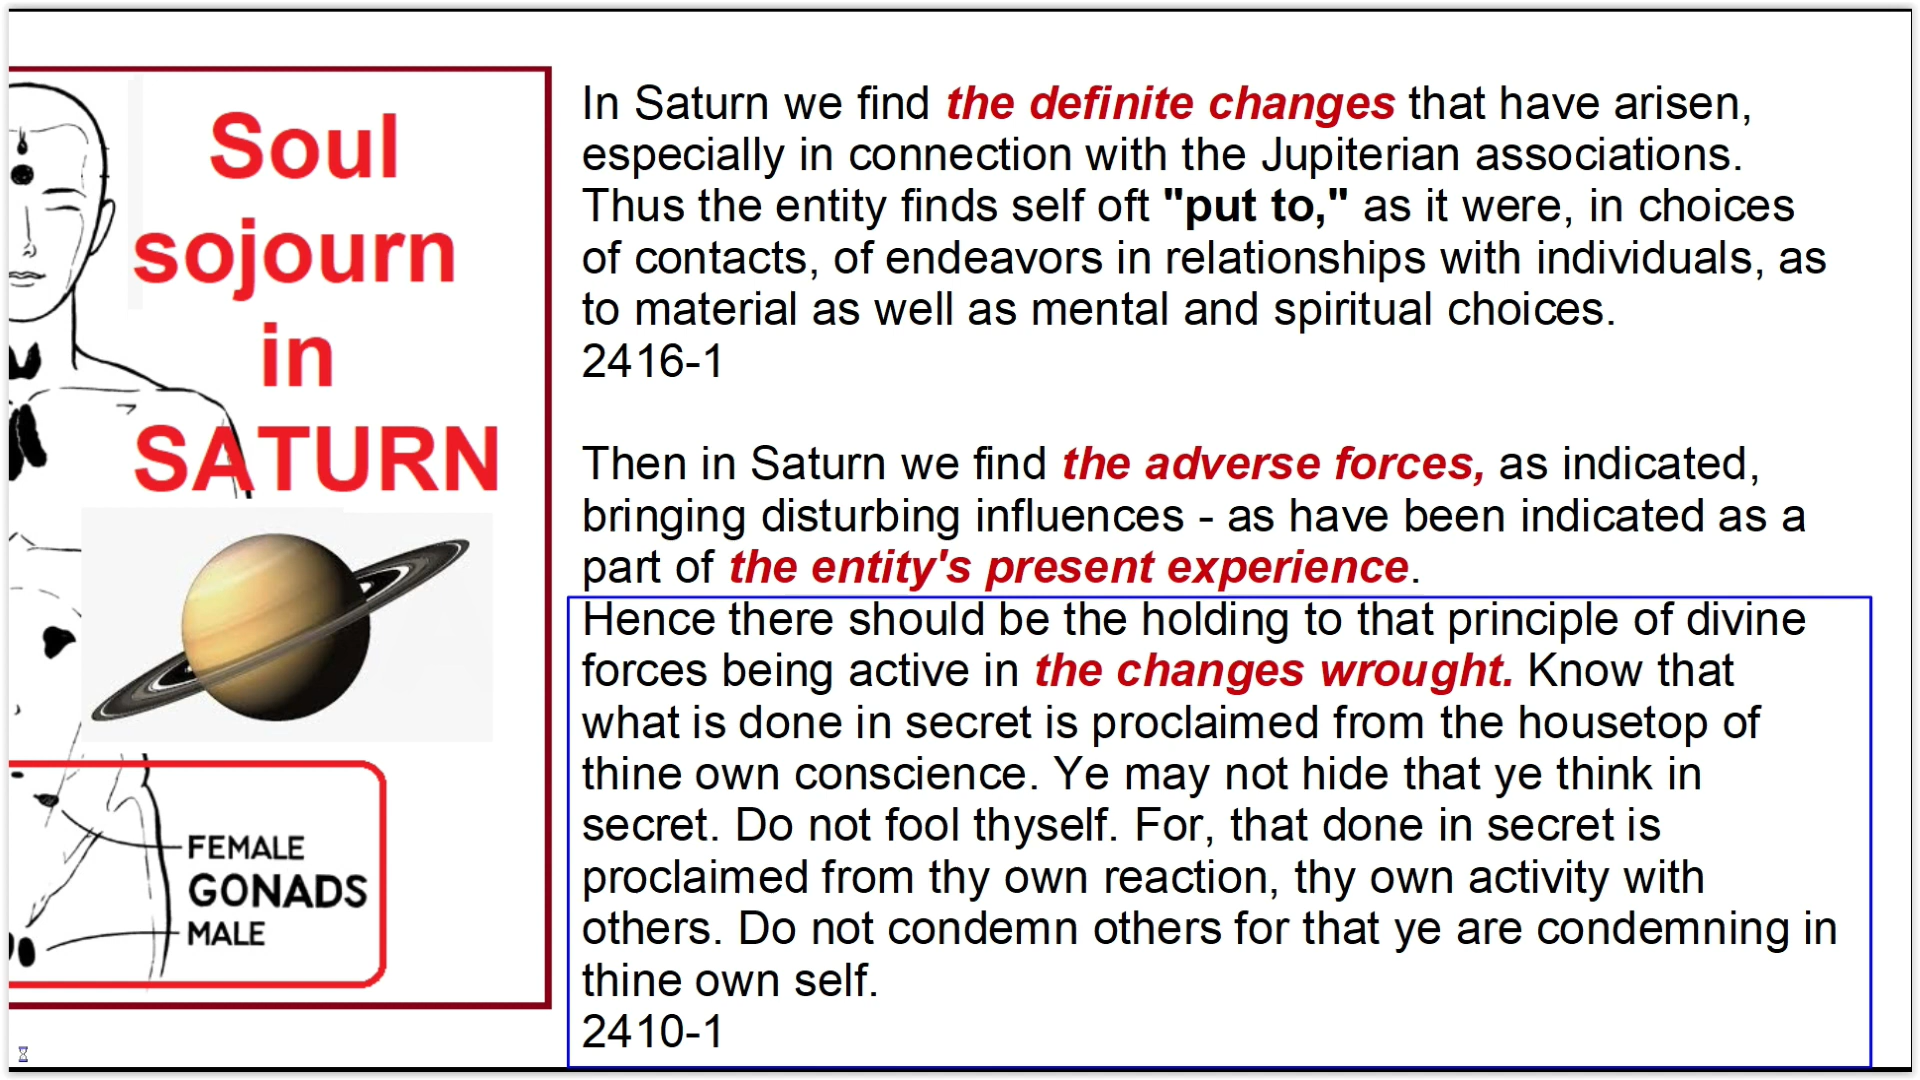 Soul
sojourn
in
SATURN
FEMALE
GONADS
MALE
In Saturn we find the definite changes that have arisen,
especially in connection with the Jupiterian associations.
Thus the entity finds self oft "put to," as it were, in choices
of contacts, of endeavors in relationships with individuals, as
to material as well as mental and spiritual choices.
2416-1
Then in Saturn we find the adverse forces, as indicated,
bringing disturbing influences - as have been indicated as a
part of the entity's present experience.
Hence there should be the holding to that principle of divine
forces being active in the changes wrought. Know that
what is done in secret is proclaimed from the housetop of
thine own conscience. Ye may not hide that ye think in
secret. Do not fool thyself. For, that done in secret is
proclaimed from thy own reaction, thy own activity with
others. Do not condemn others for that ye are condemning in
thine own self.
2410-1